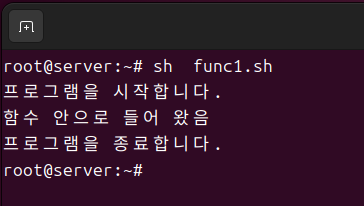 root@server:~# sh  func1.sh
프로그램을 시작합니다.
함수 안으로 들어 왔음
프로그램을 종료합니다.
root@server:~#